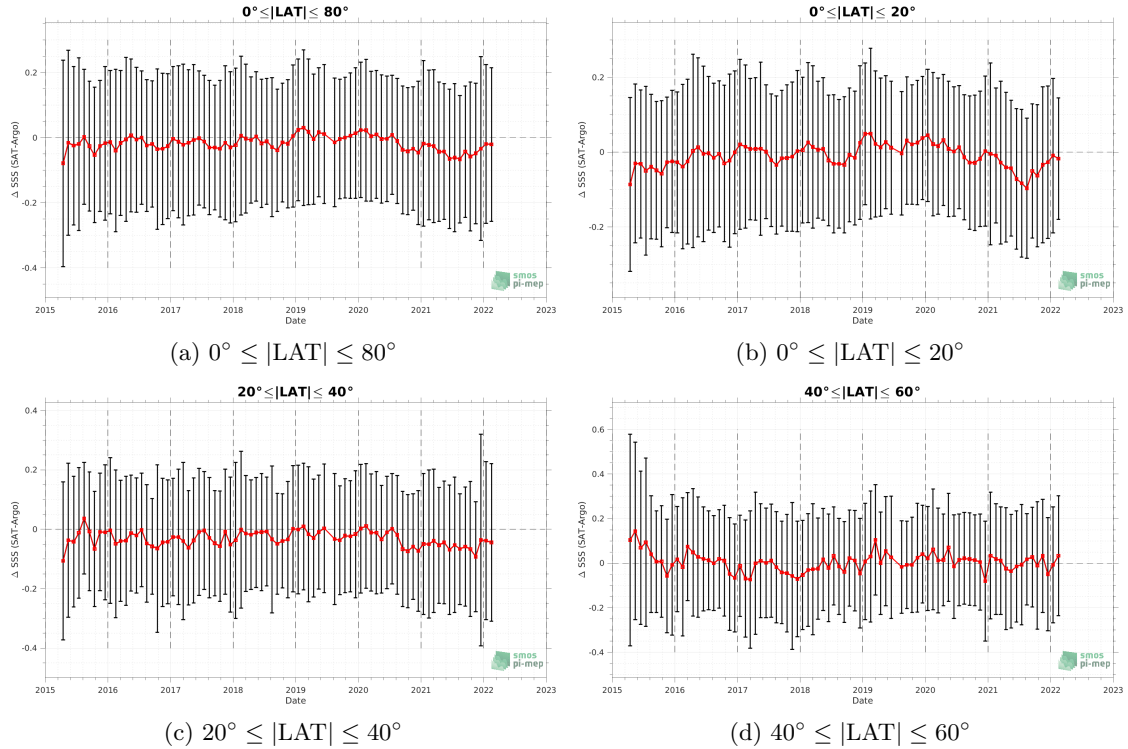 0°≤|LAT|≤ 80°
Δ SSS (SAT-Argo)
0.2
0
-0.2
-0.4
2015 2016 2017 2018 2019 2020 2021 2022 2023
Date
smos
pi-mep
(a) 0° ≤ |LAT| ≤ 80°
0°≤|LAT|≤ 20°
Δ SSS (SAT-Argo)
0.2
0
-0.2
2015 2016 2017 2018 2019 2020 2021 2022 2023
Date
smos
pi-mep
(b) 0° ≤ |LAT| ≤ 20°
20°≤|LAT|≤ 40°
Δ SSS (SAT-Argo)
0.4
0.2
0
-0.2
-0.4
2015 2016 2017 2018 2019 2020 2021 2022 2023
Date
smos
pi-mep
(c) 20° ≤ |LAT| ≤ 40°
40°≤|LAT|≤ 60°
Δ SSS (SAT-Argo)
0.6
0.4
0.2
0
-0.2
-0.4
2015 2016 2017 2018 2019 2020 2021 2022 2023
Date
smos
pi-mep
(d) 40° ≤ |LAT| ≤ 60°